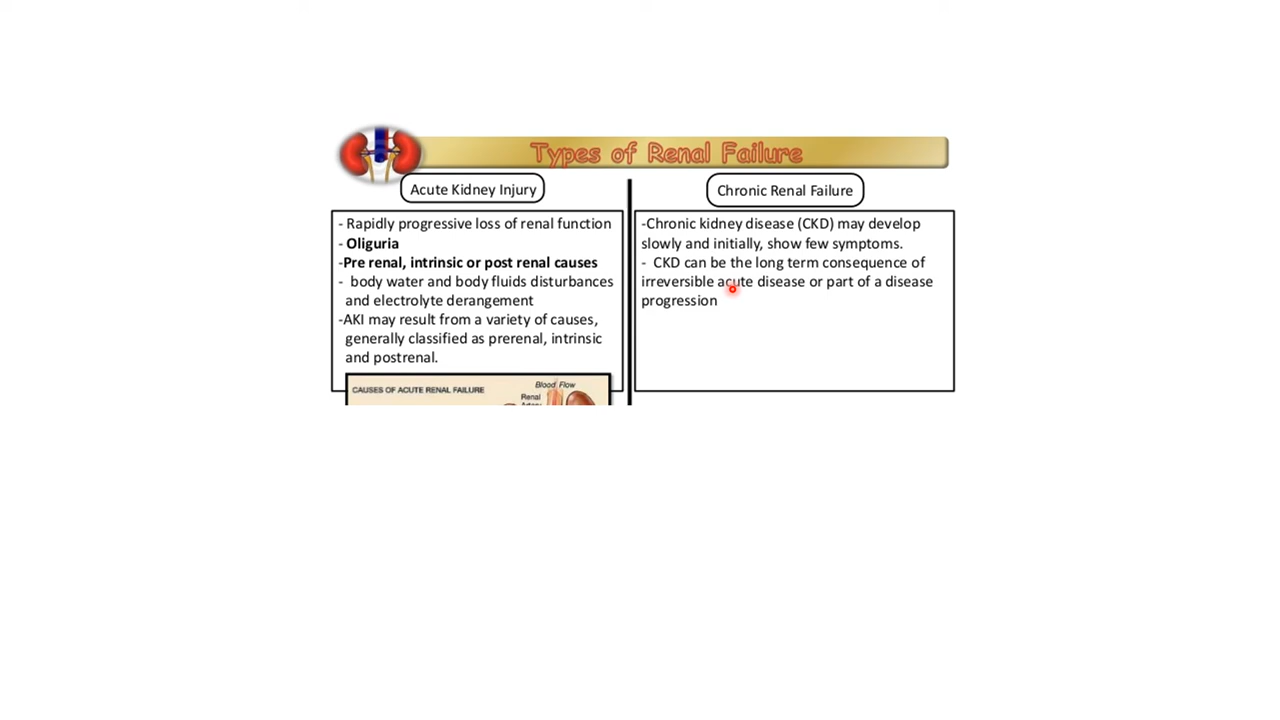 Types of Renal Failure
Acute Kidney Injury
- Rapidly progressive loss of renal function
- Oliguria
-Pre renal, intrinsic or post renal causes
- body water and body fluids disturbances
and electrolyte derangement
-AKI may result from a variety of causes,
generally classified as prerenal, intrinsic
and postrenal.
CAUSES OF ACUTE RENAL FAILURE
Blood Flow
Renal
Chronic Renal Failure
-Chronic kidney disease (CKD) may develop
slowly and initially, show few symptoms.
- CKD can be the long term consequence of
irreversible acute disease or part of a disease
progression